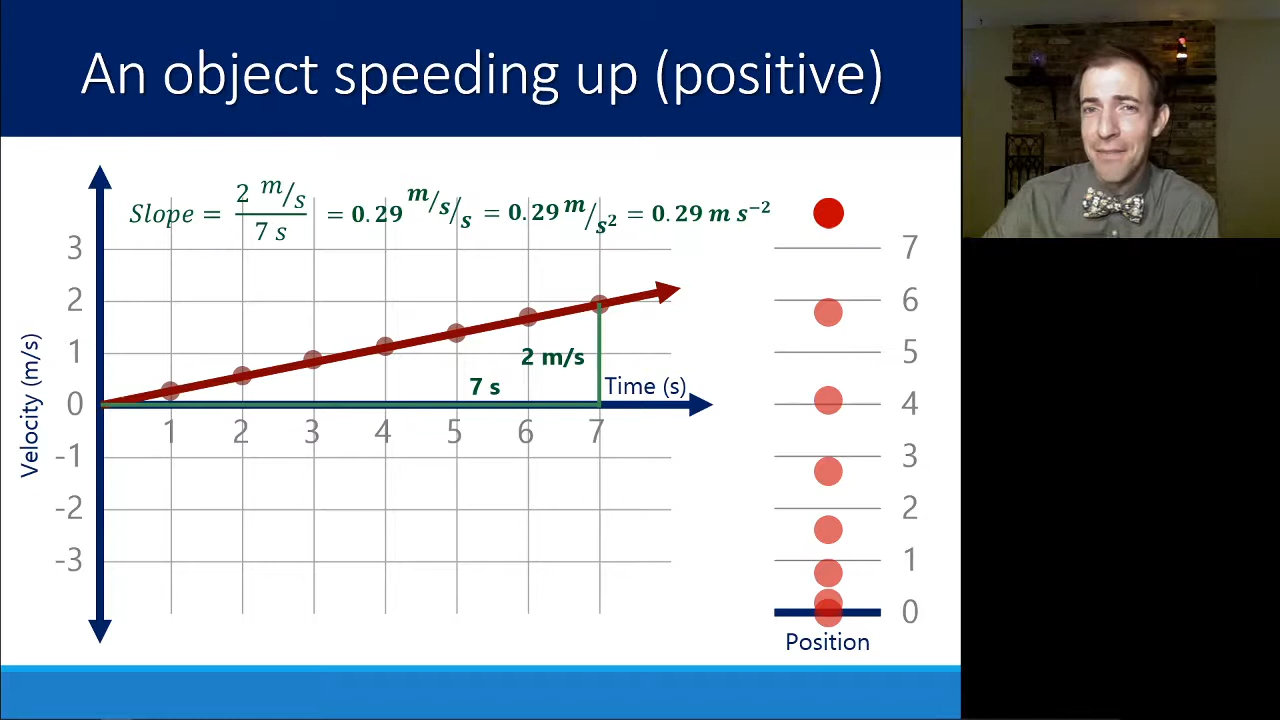 An object speeding up (positive)
Slope = 2 m/s / 7 s = 0.29 m/s/s = 0.29 m/s² = 0.29 m s⁻²
3
2
1
0
-1
-2
-3
Velocity (m/s)
2 m/s
7 s
Time (s)
1 2 3 4 5 6 7
7
6
5
4
3
2
1
0
Position